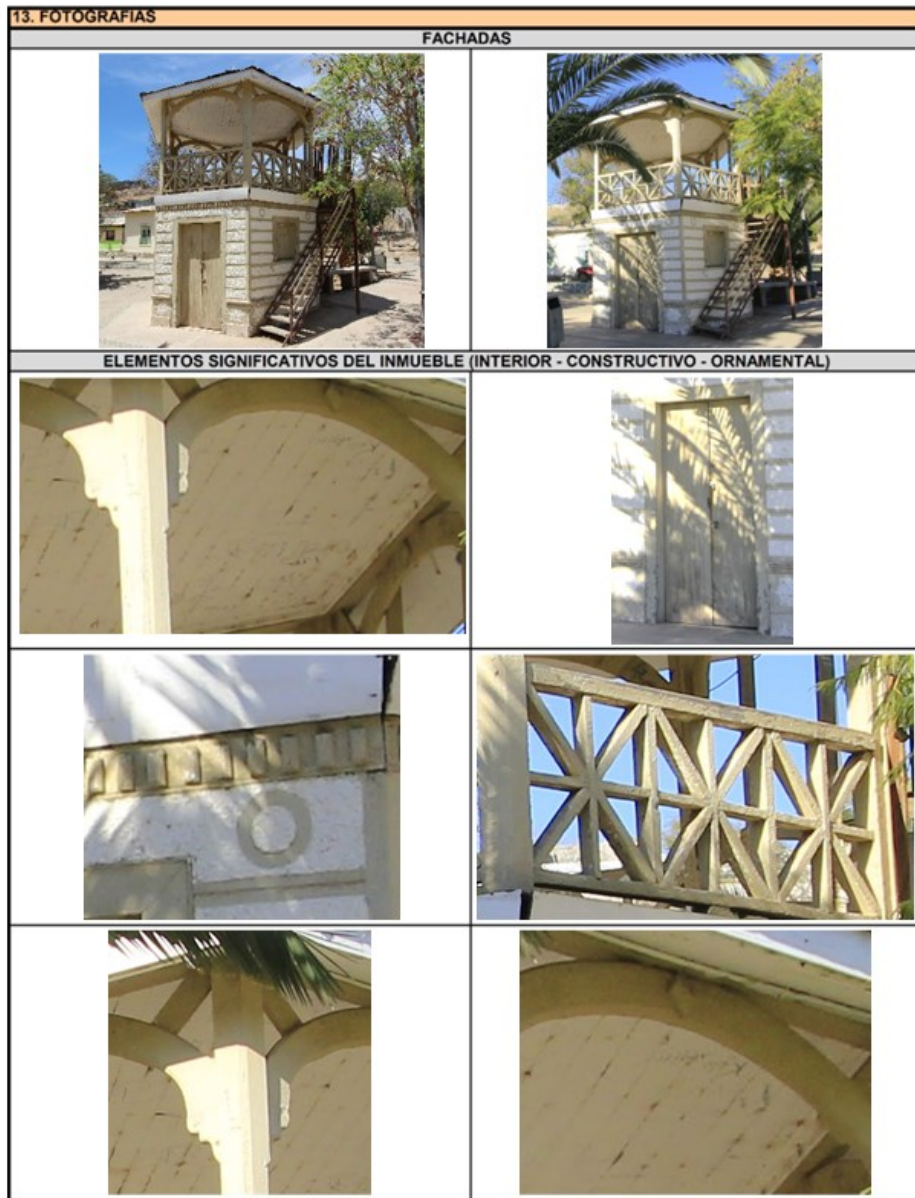 13. FOTOGRAFIAS
FACHADAS
ELEMENTOS SIGNIFICATIVOS DEL INMUEBLE (INTERIOR - CONSTRUCTIVO - ORNAMENTAL)